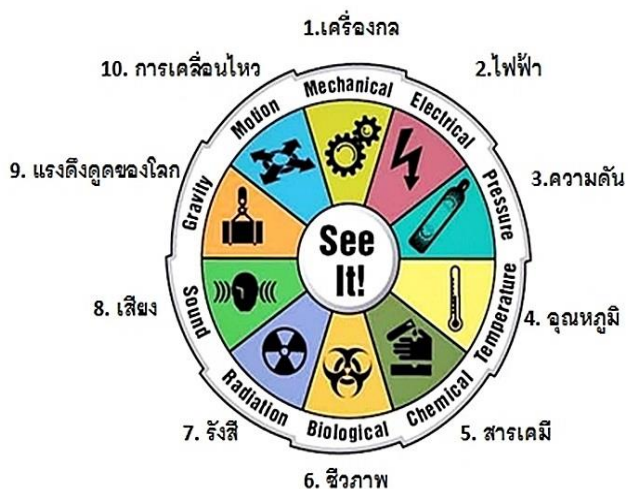 1.เครื่องกล
2.ไฟฟ้า
3.ความดัน
4. อุณหภูมิ
5. สารเคมี
6. ชีวภาพ
7. รังสี
8. เสียง
9. แรงดึงดูดของโลก
10. การเคลื่อนไหว
Mechanical
Electrical
Pressure
Temperature
Chemical
Biological
Radiation
Sound
Gravity
Motion
See
It!